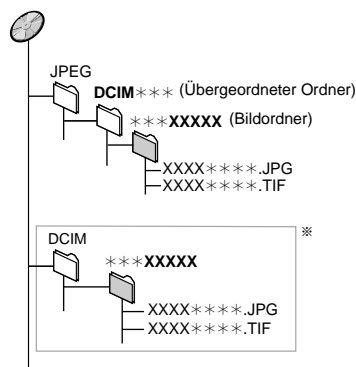 JPEG
DCIM∗∗∗ (Übergeordneter Ordner)
∗∗∗XXXXX (Bildordner)
XXXX∗∗∗∗.JPG
XXXX∗∗∗∗.TIF
※
DCIM
∗∗∗XXXXX
XXXX∗∗∗∗.JPG
XXXX∗∗∗∗.TIF